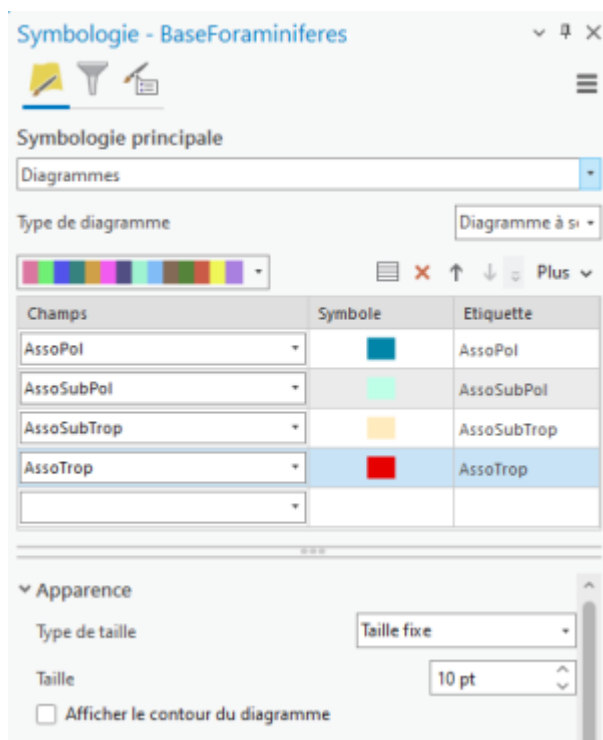 Symbologie - BaseForaminiferes
Symbologie principale
Diagrammes
Type de diagramme Diagramme à
Plus
Champs Symbole Etiquette
AssoPol AssoPol
AssoSubPol AssoSubPol
AssoSubTrop AssoSubTrop
AssoTrop AssoTrop
Apparence
Type de taille Taille fixe
Taille 10 pt
Afficher le contour du diagramme